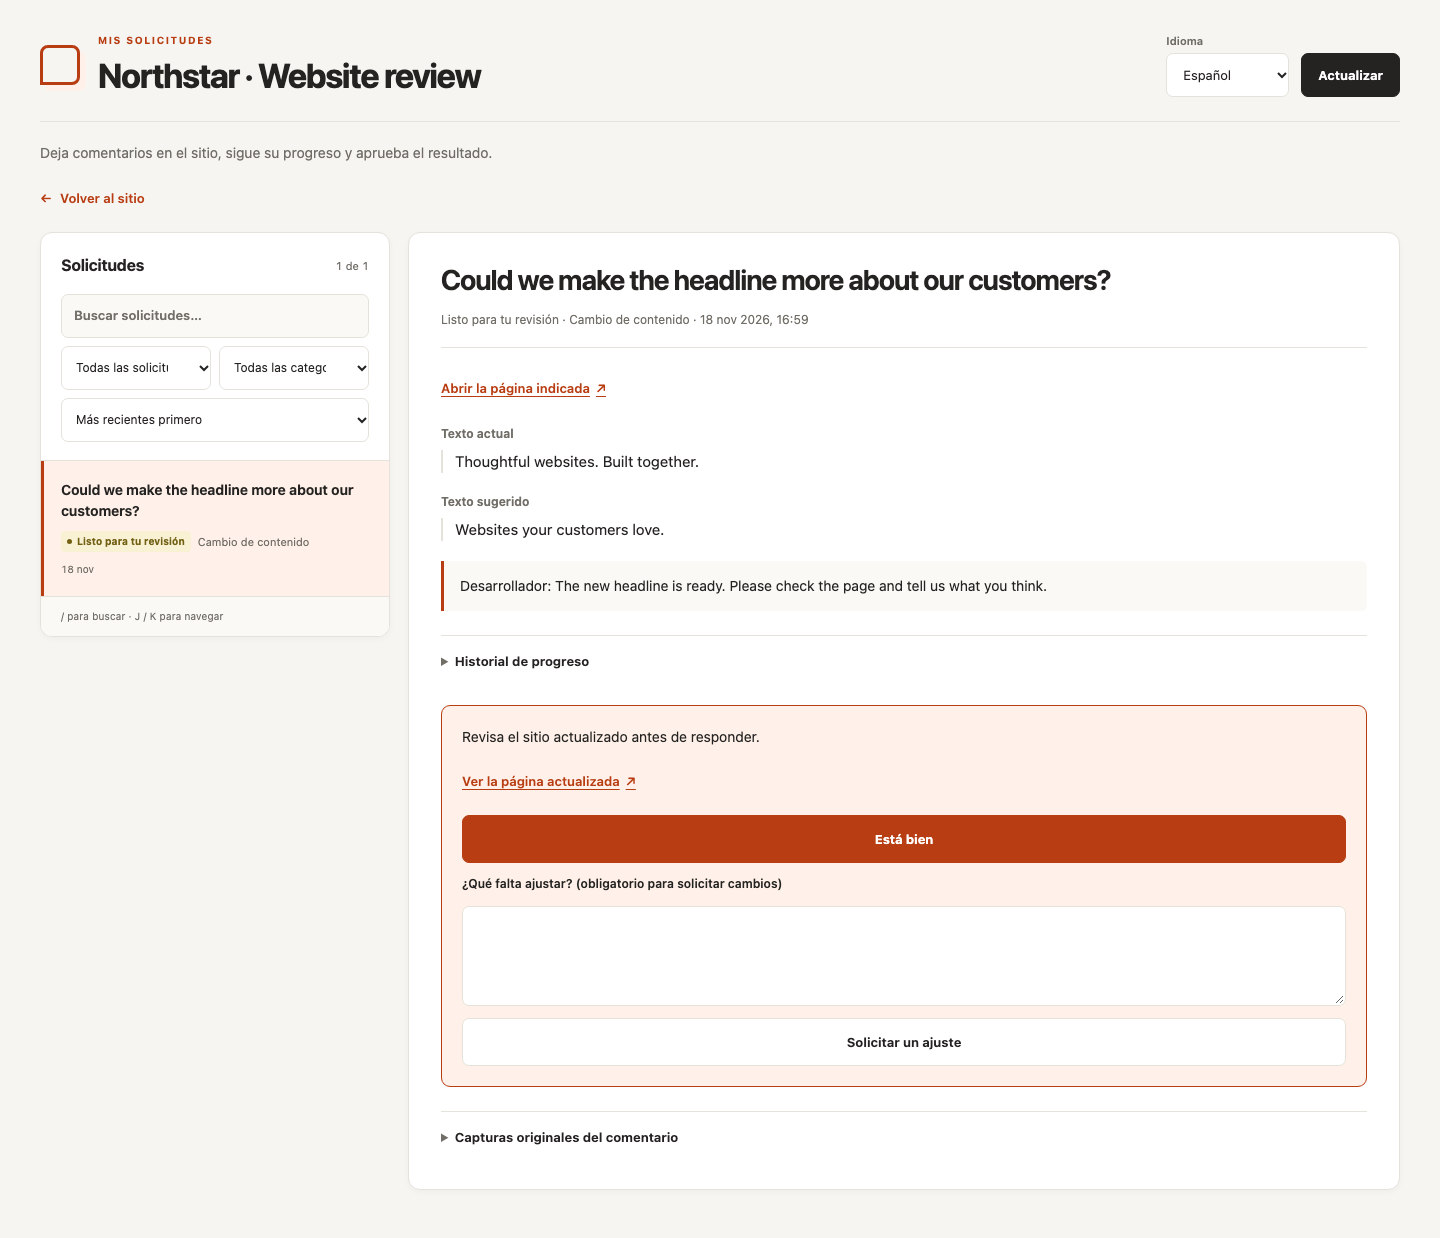 MIS SOLICITUDES
Northstar · Website review
Idioma
Español
Actualizar
Deja comentarios en el sitio, sigue su progreso y aprueba el resultado.
← Volver al sitio
Solicitudes
1 de 1
Buscar solicitudes...
Todas las solicit
Todas las catego
Más recientes primero
Could we make the headline more about our
customers?
Listo para tu revisión
Cambio de contenido
18 nov
/ para buscar · J / K para navegar
Could we make the headline more about our customers?
Listo para tu revisión · Cambio de contenido · 18 nov 2026, 16:59
Abrir la página indicada ↗
Texto actual
Thoughtful websites. Built together.
Texto sugerido
Websites your customers love.
Desarrollador: The new headline is ready. Please check the page and tell us what you think.
Historial de progreso
Revisa el sitio actualizado antes de responder.
Ver la página actualizada ↗
Está bien
¿Qué falta ajustar? (obligatorio para solicitar cambios)
Solicitar un ajuste
Capturas originales del comentario